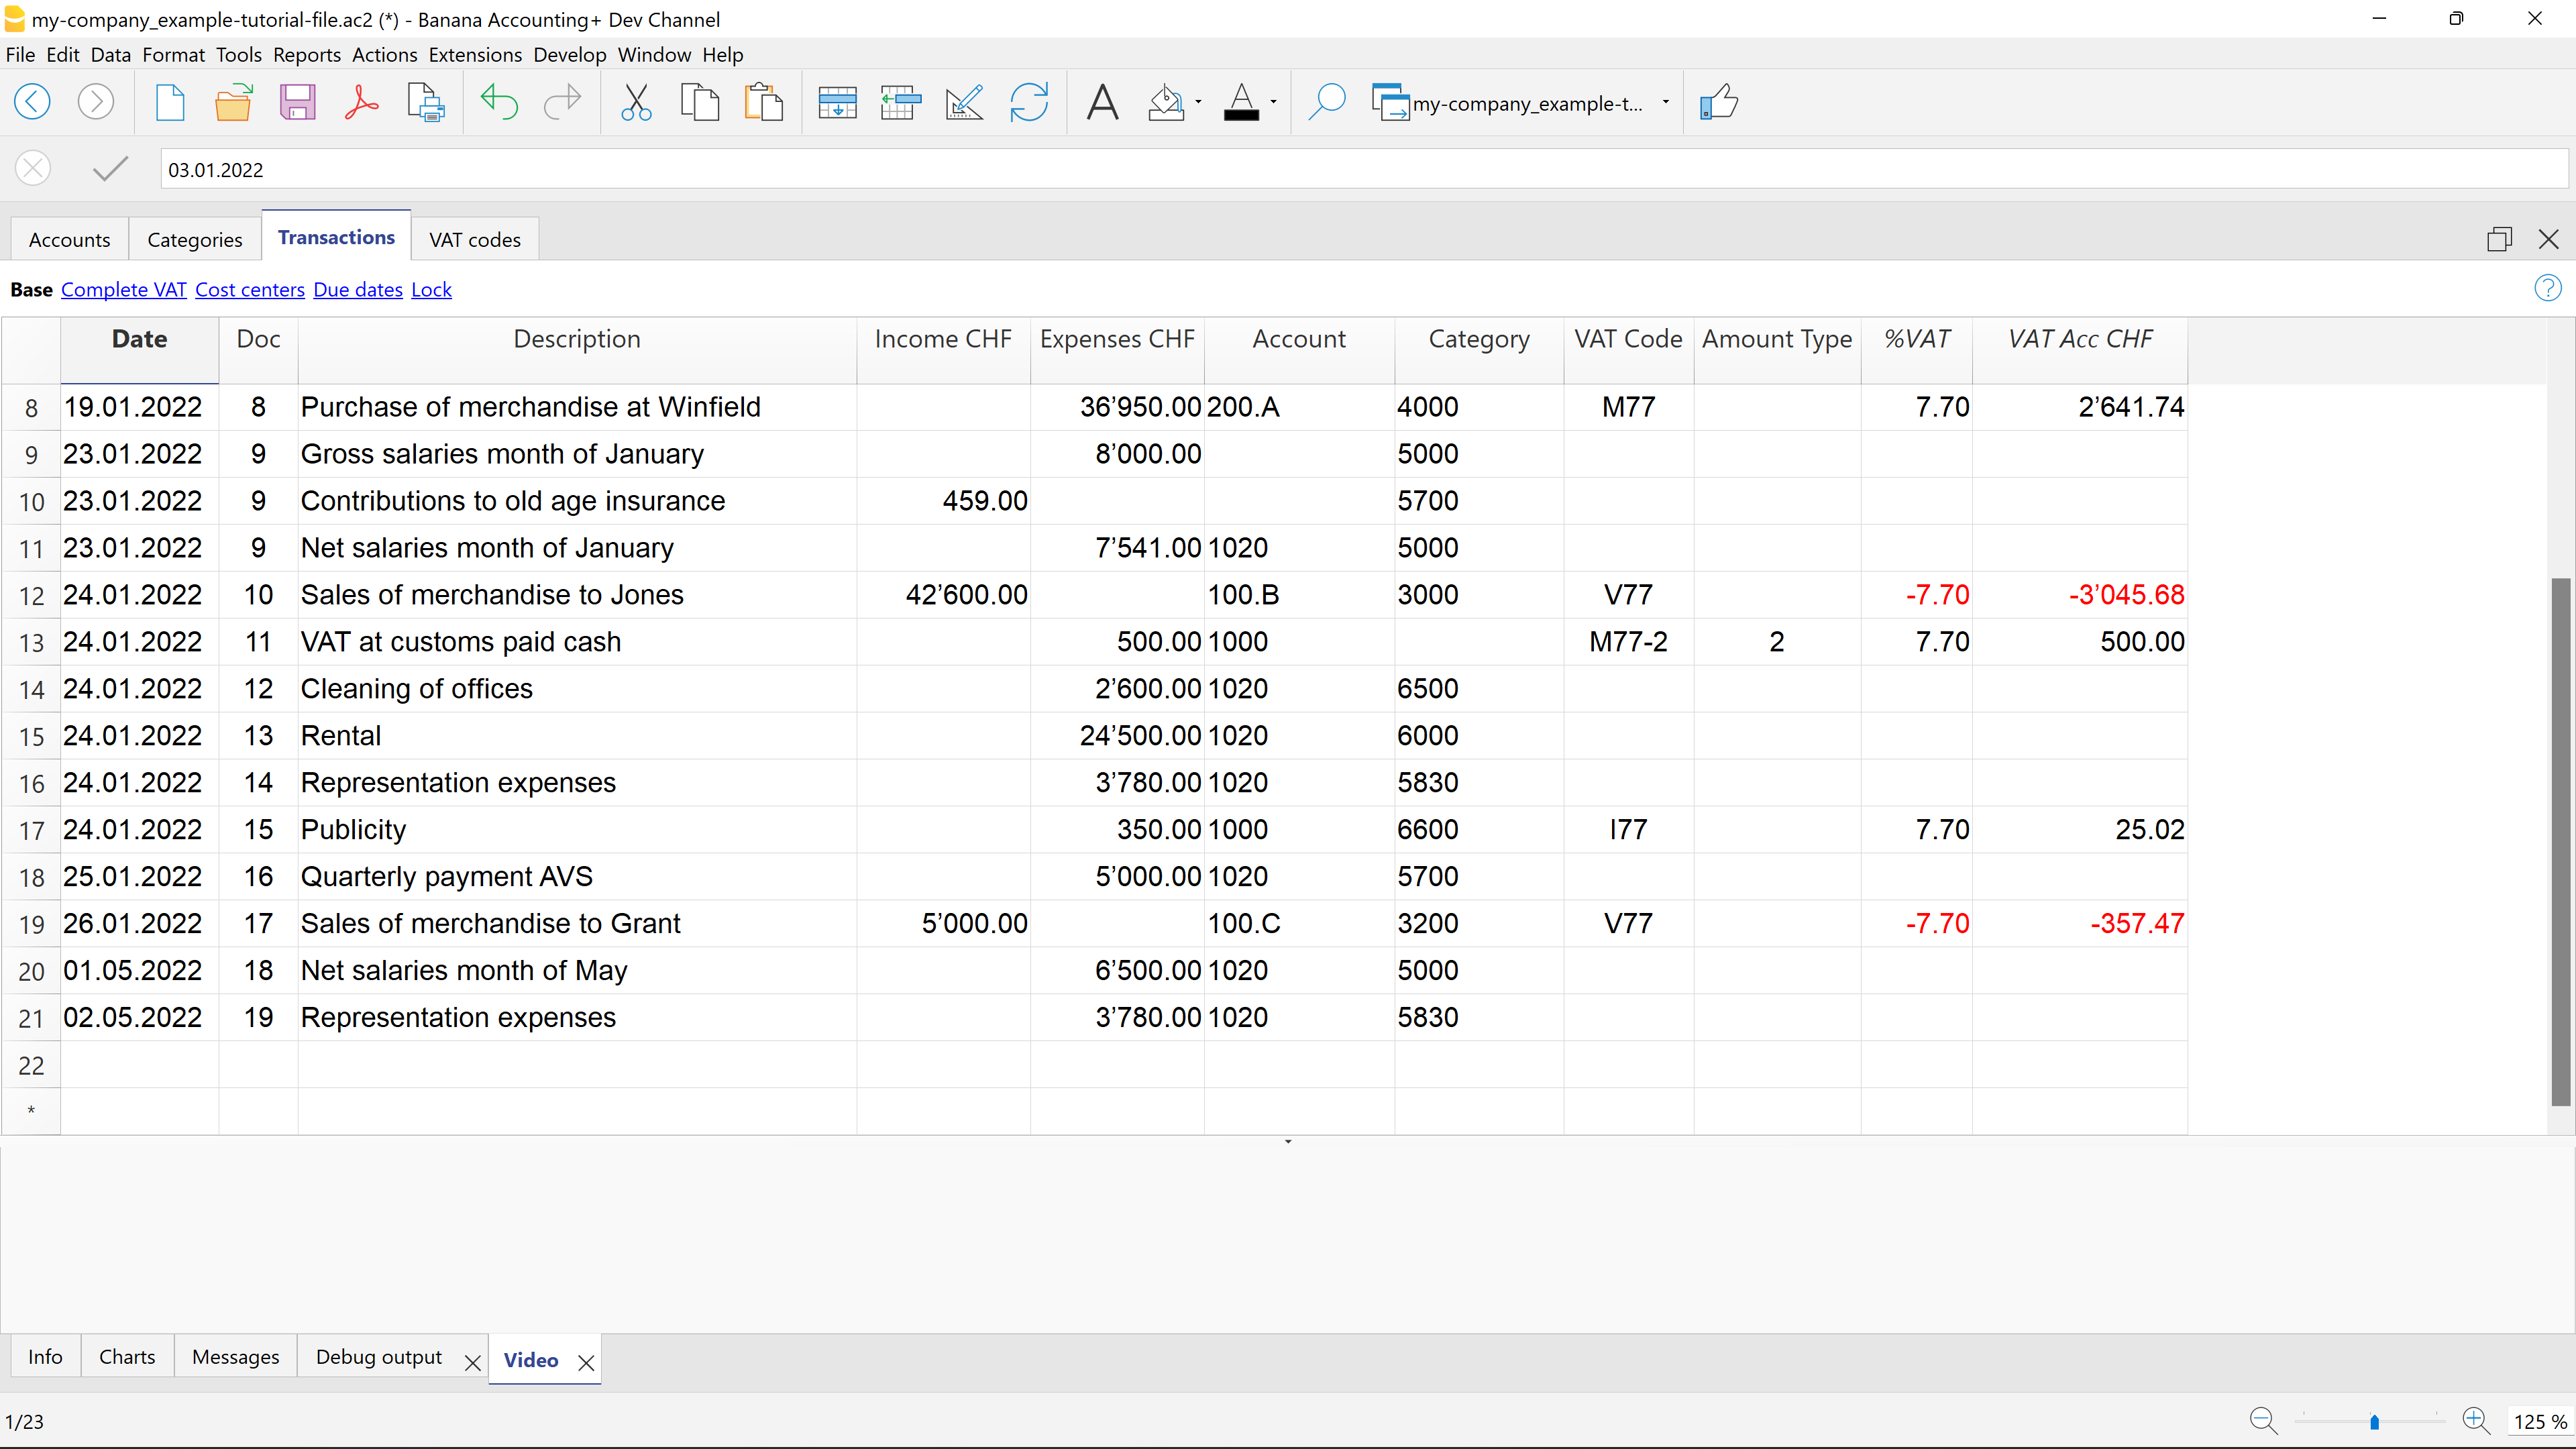 my-company_example-tutorial-file.ac2 (*) - Banana Accounting+ Dev Channel
File Edit Data Format Tools Reports Actions Extensions Develop Window Help
my-company_example-t...
03.01.2022
Accounts Categories Transactions VAT codes
Base Complete VAT Cost centers Due dates Lock
Date Doc Description Income CHF Expenses CHF Account Category VAT Code Amount Type %VAT VAT Acc CHF
8 19.01.2022 8 Purchase of merchandise at Winfield 36’950.00 200.A 4000 M77 7.70 2’641.74
9 23.01.2022 9 Gross salaries month of January 8’000.00 5000
10 23.01.2022 9 Contributions to old age insurance 459.00 5700
11 23.01.2022 9 Net salaries month of January 7’541.00 1020 5000
12 24.01.2022 10 Sales of merchandise to Jones 42’600.00 100.B 3000 V77 -7.70 -3’045.68
13 24.01.2022 11 VAT at customs paid cash 500.00 1000 M77-2 2 7.70 500.00
14 24.01.2022 12 Cleaning of offices 2’600.00 1020 6500
15 24.01.2022 13 Rental 24’500.00 1020 6000
16 24.01.2022 14 Representation expenses 3’780.00 1020 5830
17 24.01.2022 15 Publicity 350.00 1000 6600 I77 7.70 25.02
18 25.01.2022 16 Quarterly payment AVS 5’000.00 1020 5700
19 26.01.2022 17 Sales of merchandise to Grant 5’000.00 100.C 3200 V77 -7.70 -357.47
20 01.05.2022 18 Net salaries month of May 6’500.00 1020 5000
21 02.05.2022 19 Representation expenses 3’780.00 1020 5830
22
*
Info Charts Messages Debug output Video
1/23 125 %